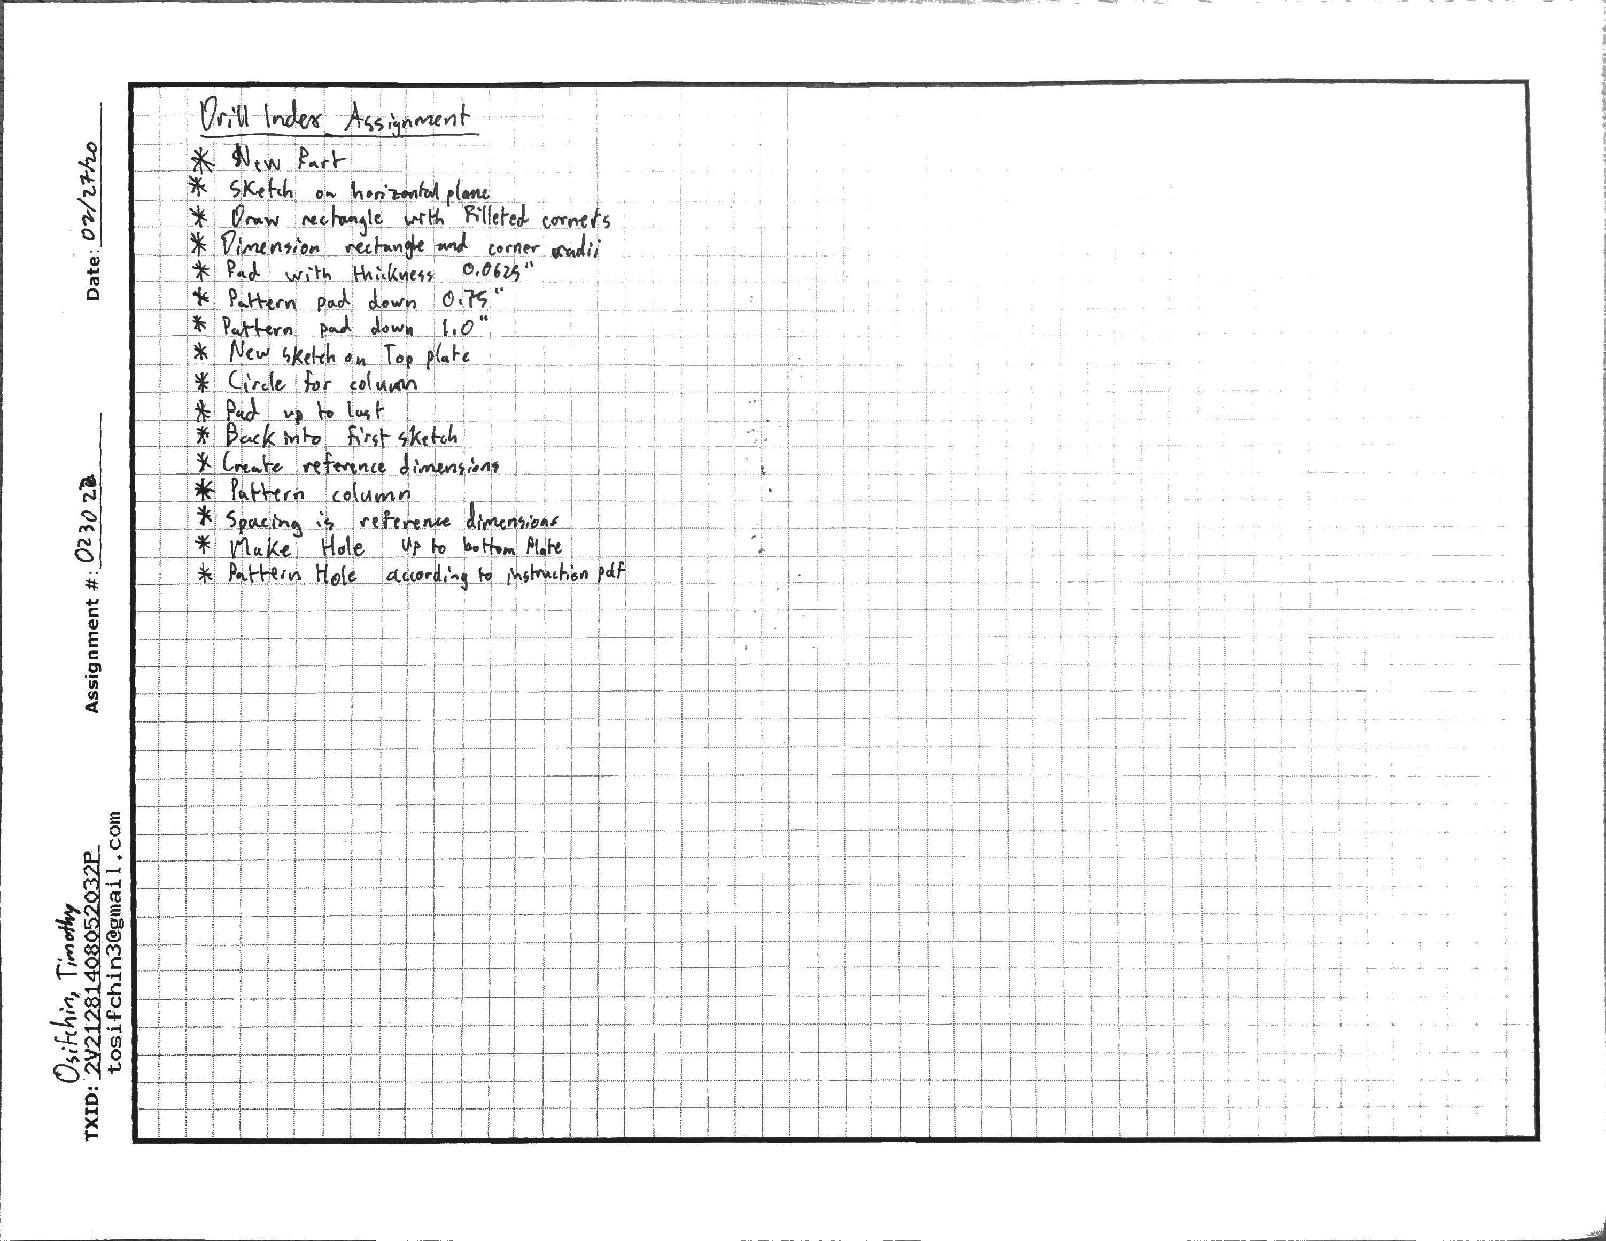 Drill Index Assignment
* New Part
* Sketch on horizontal plane
* Draw rectangle with Filleted corners
* Dimension rectangle and corner radii
* Pad with thickness 0.0625"
* Pattern pad down 0.75"
* Pattern pad down 1.0"
* New sketch on Top plate
* Circle for column
* Pad up to last
* Back into first sketch
* Create reference dimensions
* Pattern column
* Spacing is reference dimensions
* Make Hole up to bottom Plate
* Pattern Hole according to instruction pdf
Date: 02/27/20
Assignment #: 02302B
Osifchin, Timothy
TXID: 2V21281408052032P
tosifchin3@gmail.com